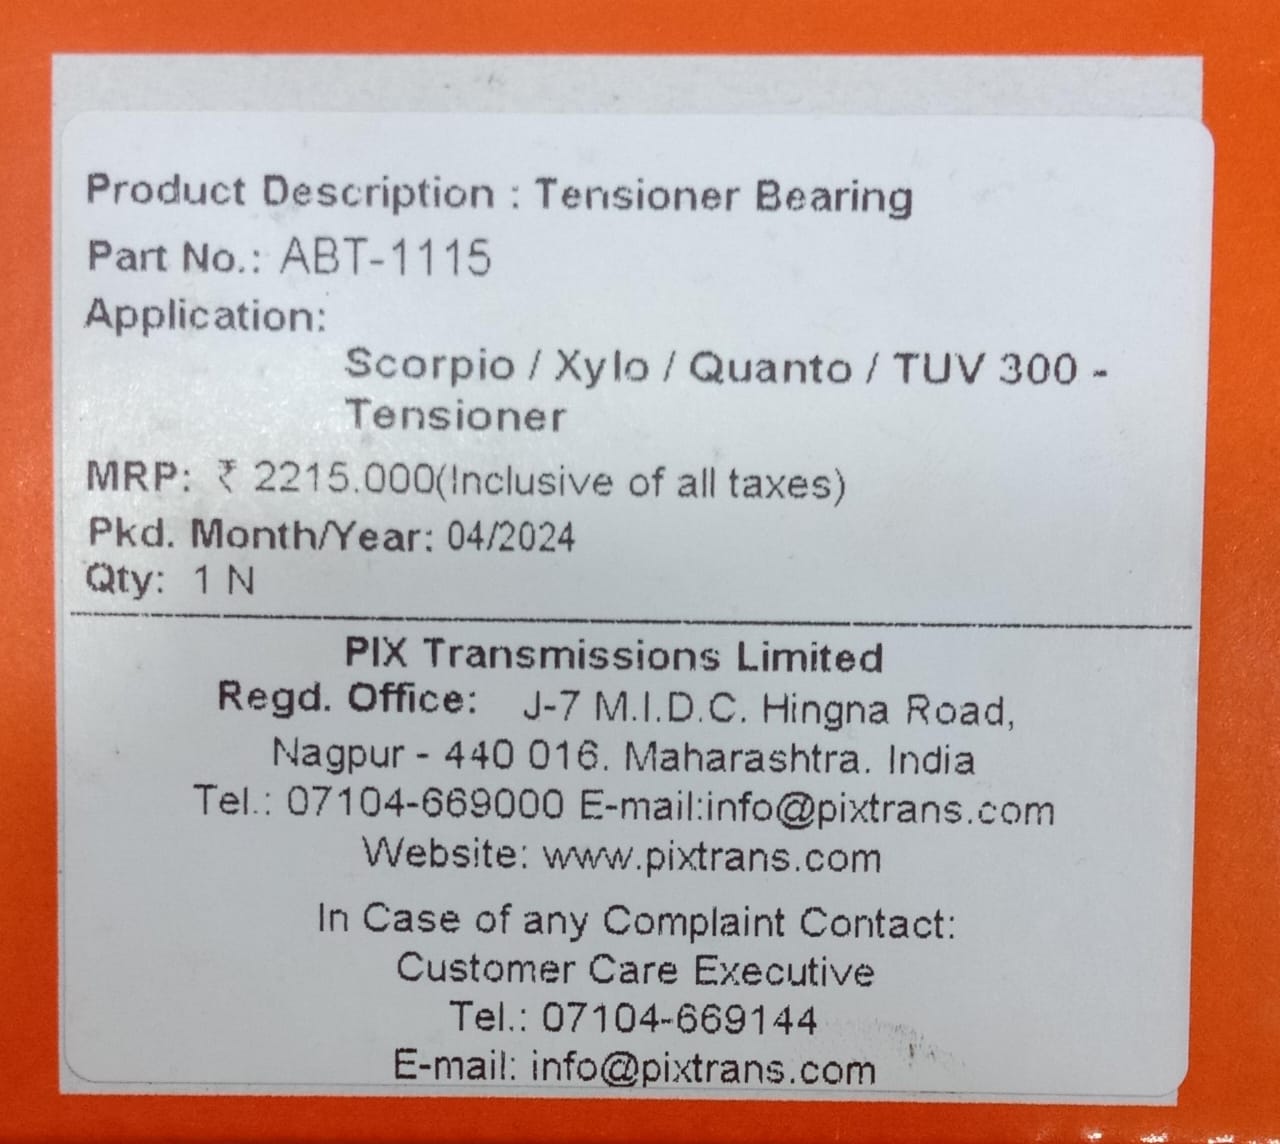 Product Description : Tensioner Bearing
Part No.: ABT-1115
Application:
Scorpio / Xylo / Quanto / TUV 300 -
Tensioner
MRP: ₹ 2215.000(Inclusive of all taxes)
Pkd. Month/Year: 04/2024
Qty: 1 N
PIX Transmissions Limited
Regd. Office: J-7 M.I.D.C. Hingna Road,
Nagpur - 440 016. Maharashtra. India
Tel.: 07104-669000 E-mail:info@pixtrans.com
Website: www.pixtrans.com
In Case of any Complaint Contact:
Customer Care Executive
Tel.: 07104-669144
E-mail: info@pixtrans.com